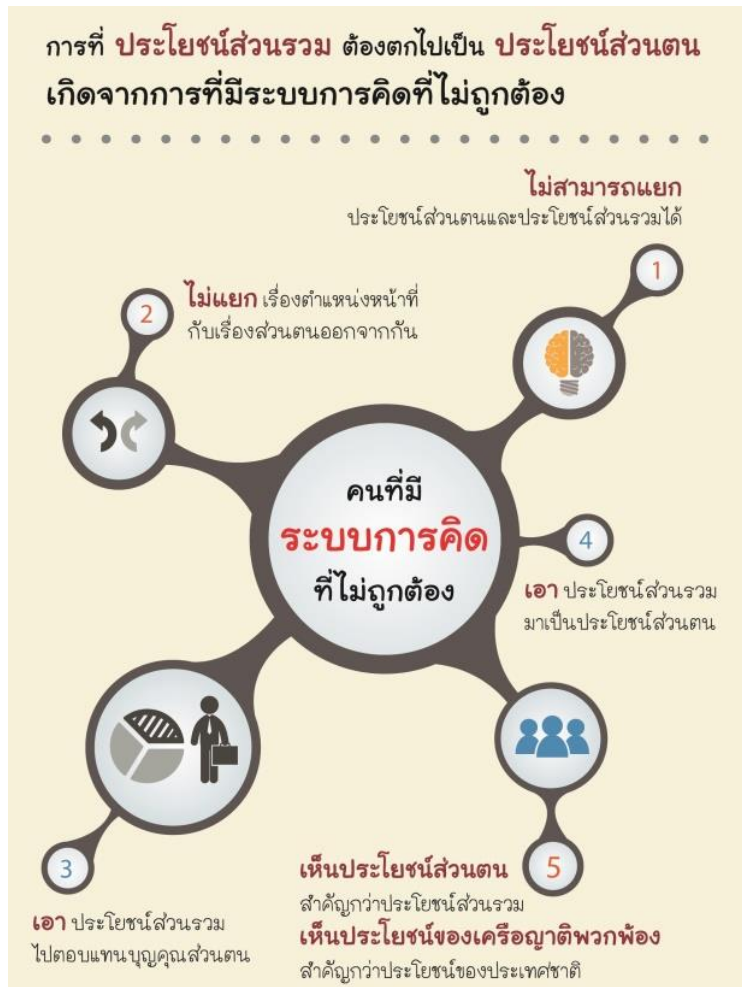 การที่ ประโยชน์ส่วนรวม ต้องตกไปเป็น ประโยชน์ส่วนตน
เกิดจากการที่มีระบบการคิดที่ไม่ถูกต้อง
ไม่สามารถแยก
ประโยชน์ส่วนตนและประโยชน์ส่วนรวมได้
1
2
ไม่แยก เรื่องตำแหน่งหน้าที่
กับเรื่องส่วนตนออกจากกัน
คนที่มี
ระบบการคิด
ที่ไม่ถูกต้อง
3
เอา ประโยชน์ส่วนรวม
ไปตอบแทนบุญคุณส่วนตน
4
เอา ประโยชน์ส่วนรวม
มาเป็นประโยชน์ส่วนตน
5
เห็นประโยชน์ส่วนตน
สำคัญกว่าประโยชน์ส่วนรวม
เห็นประโยชน์ของเครือญาติพวกพ้อง
สำคัญกว่าประโยชน์ของประเทศชาติ